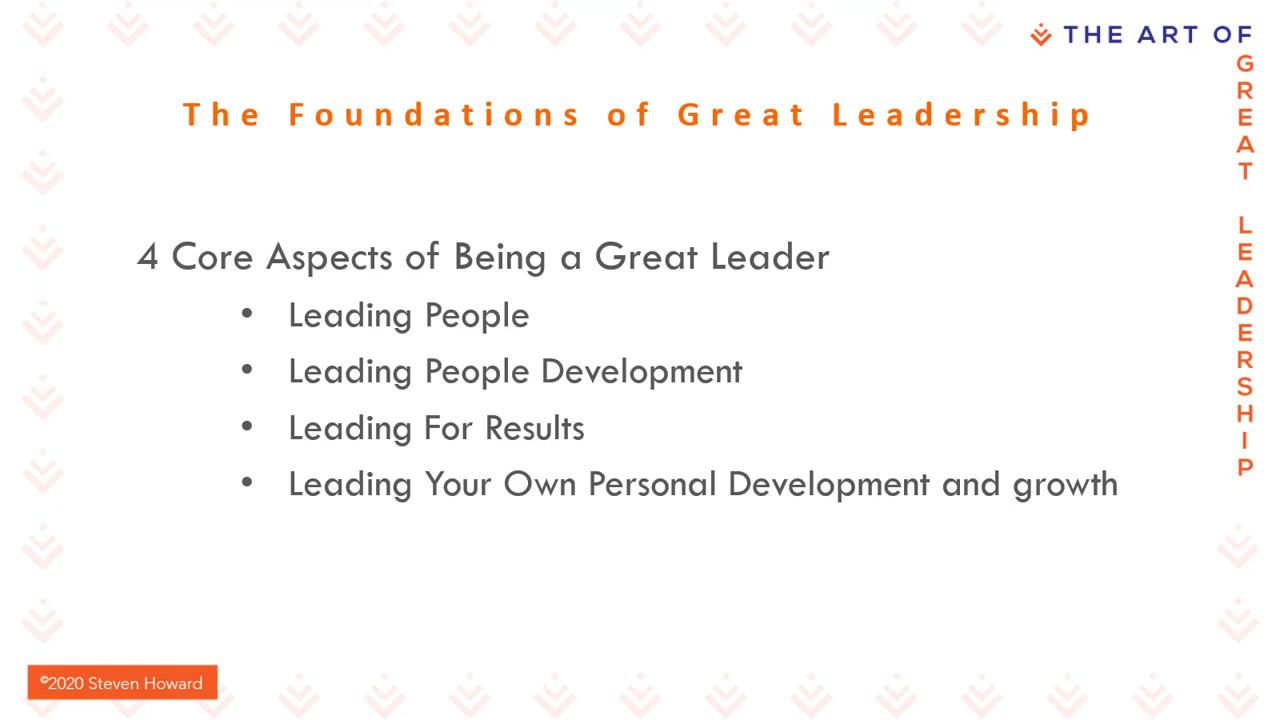 THE ART OF
GREAT LEADERSHIP
The Foundations of Great Leadership
4 Core Aspects of Being a Great Leader
• Leading People
• Leading People Development
• Leading For Results
• Leading Your Own Personal Development and growth
©2020 Steven Howard